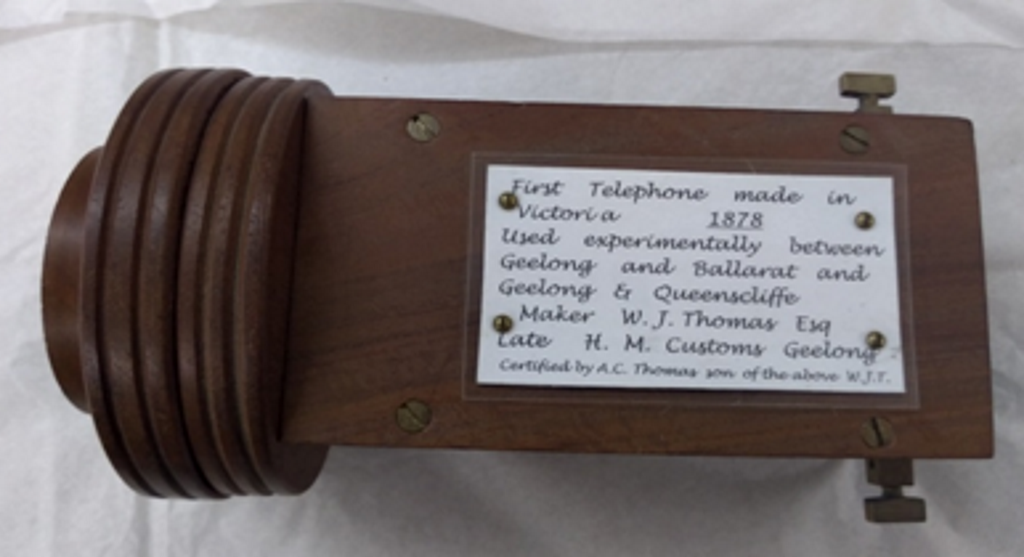 First Telephone made in
Victoria 1878
Used experimentally between
Geelong and Ballarat and
Geelong & Queenscliffe
Maker W. J. Thomas Esq
Late H. M. Customs Geelong
Certified by A.C. Thomas son of the above W.J.T.